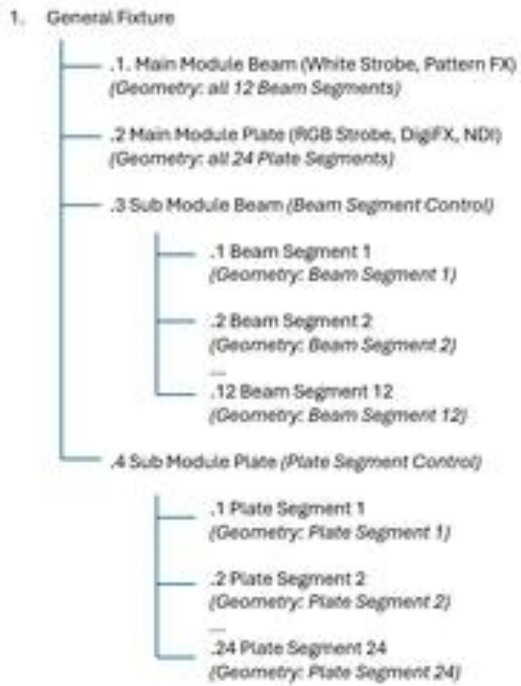 1. General Fixture
.1. Main Module Beam (White Strobe, Pattern FX)
(Geometry: all 12 Beam Segments)
.2 Main Module Plate (RGB Strobe, DigiFX, NDI)
(Geometry: all 24 Plate Segments)
.3 Sub Module Beam (Beam Segment Control)
.1 Beam Segment 1
(Geometry: Beam Segment 1)
.2 Beam Segment 2
(Geometry: Beam Segment 2)
...
.12 Beam Segment 12
(Geometry: Beam Segment 12)
.4 Sub Module Plate (Plate Segment Control)
.1 Plate Segment 1
(Geometry: Plate Segment 1)
.2 Plate Segment 2
(Geometry: Plate Segment 2)
...
.24 Plate Segment 24
(Geometry: Plate Segment 24)